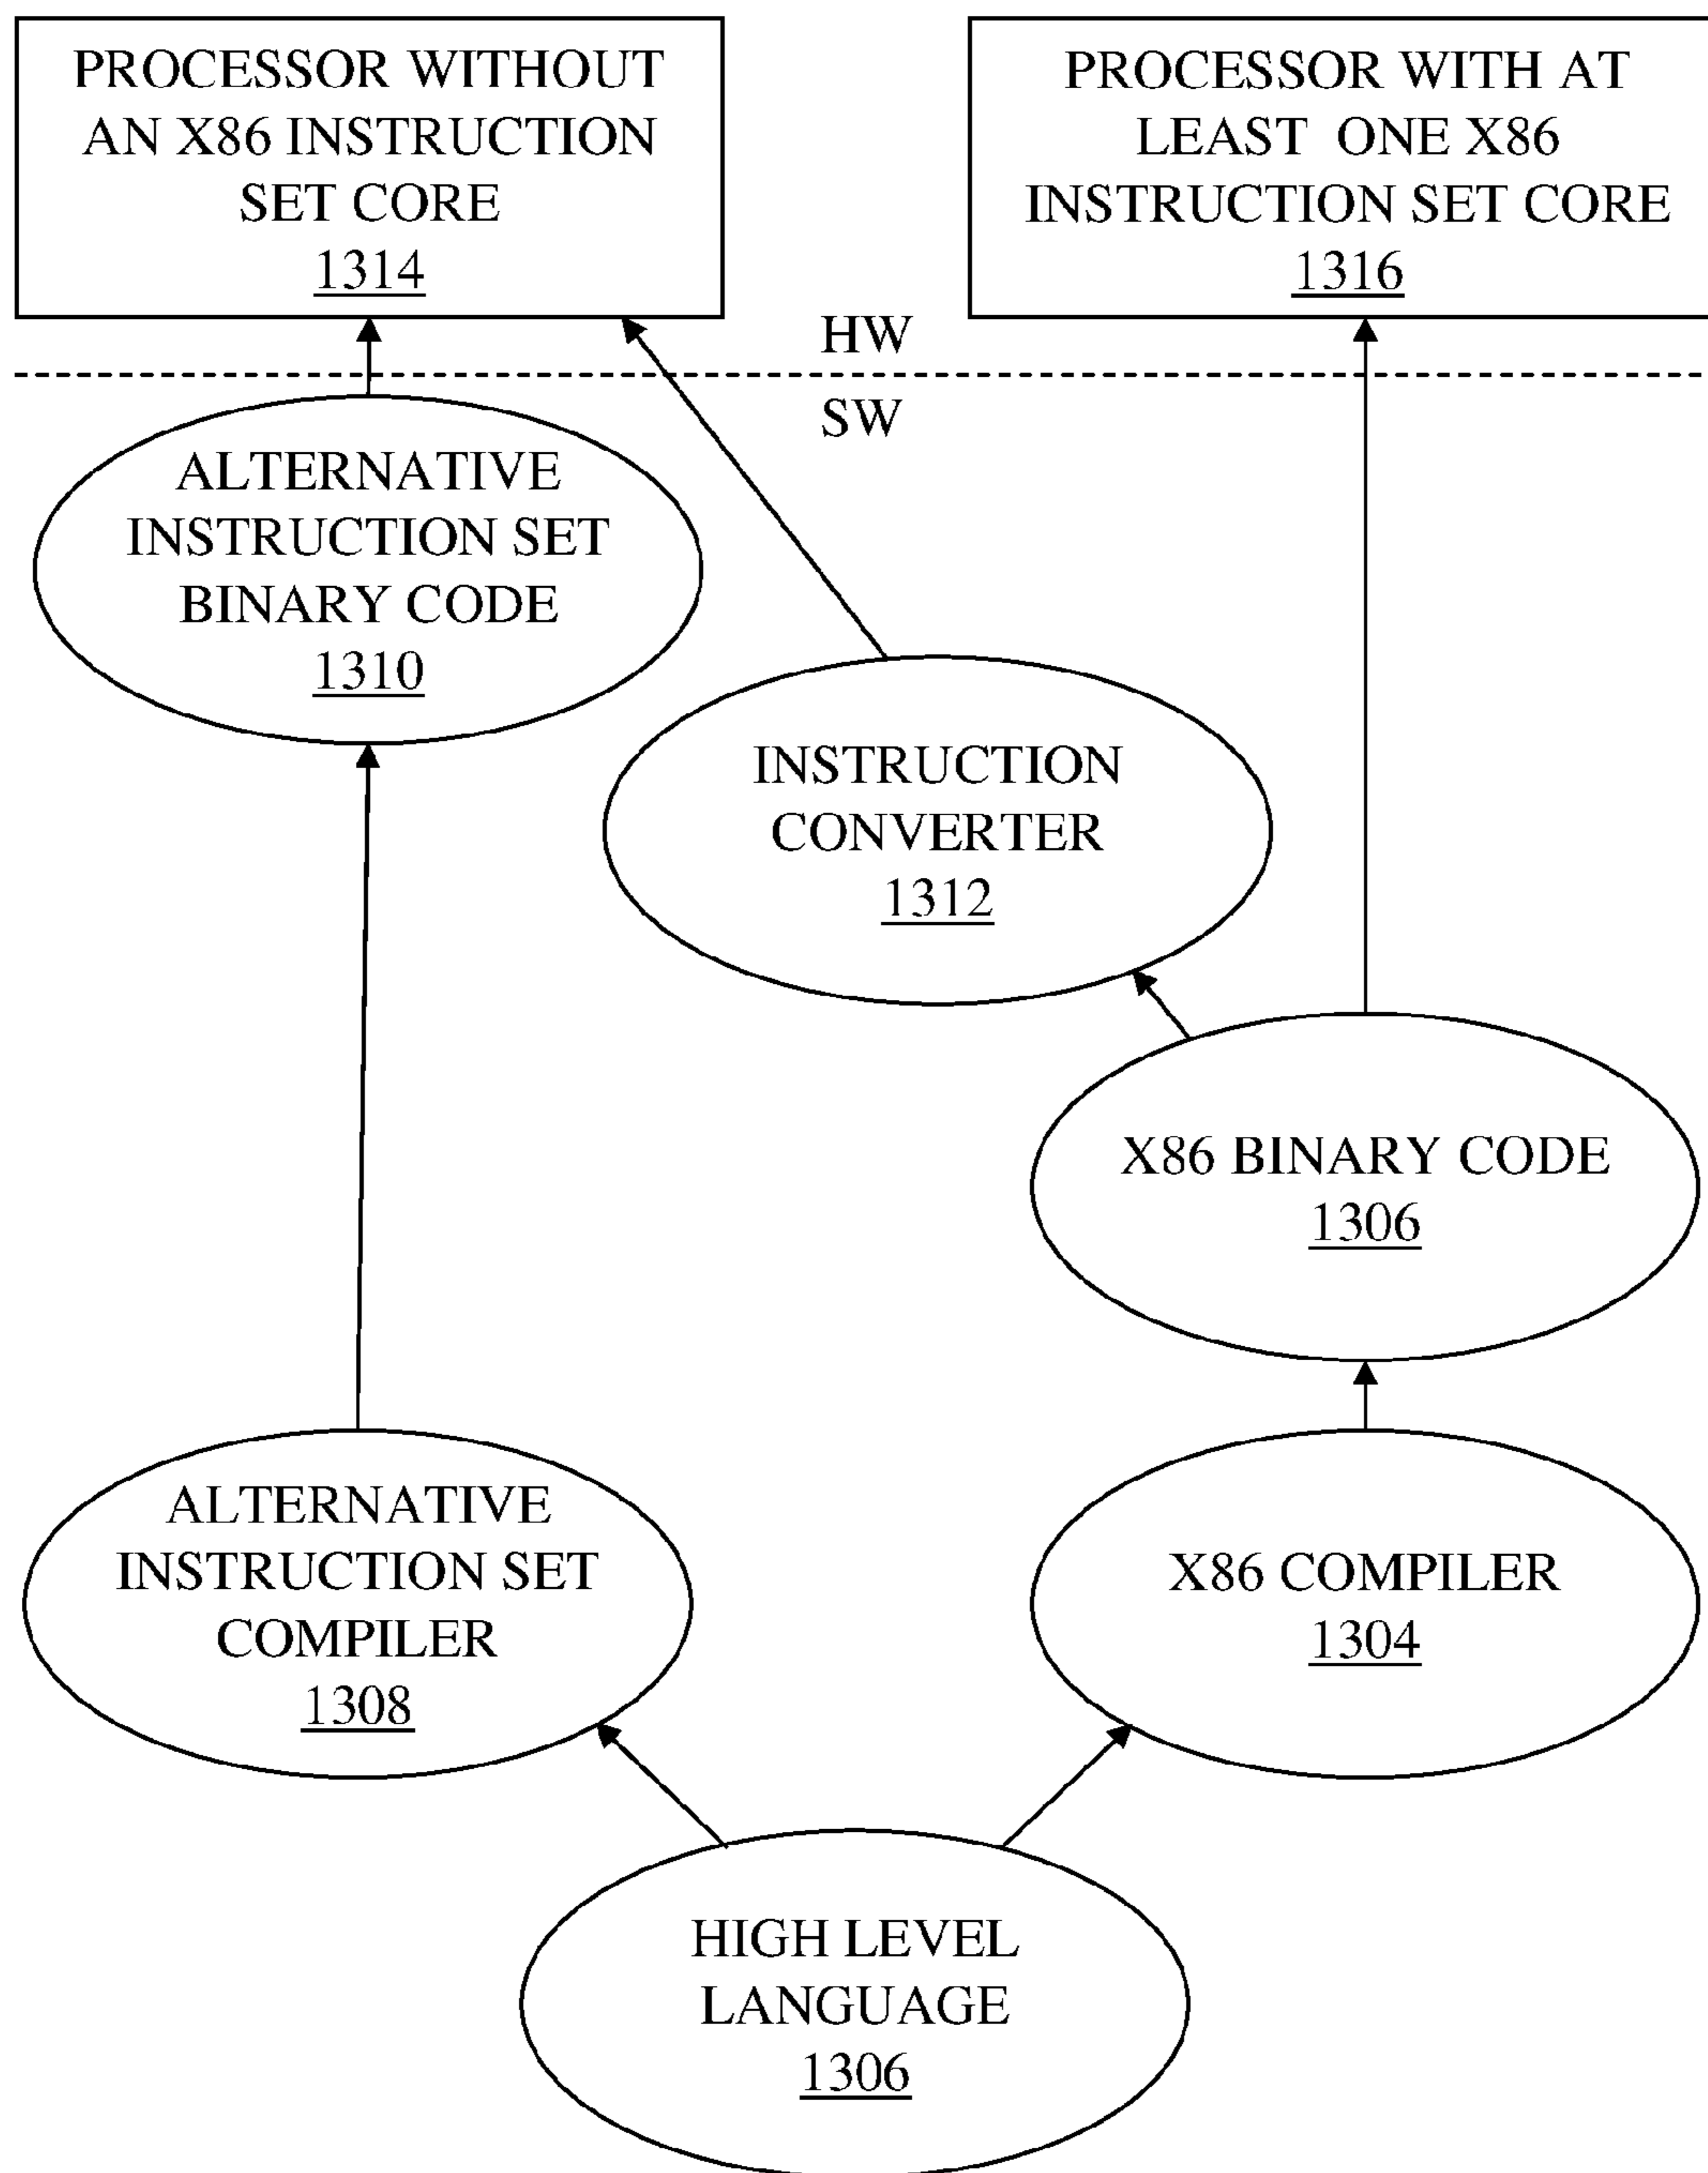 PROCESSOR WITHOUT
AN X86 INSTRUCTION
SET CORE
1314
PROCESSOR WITH AT
LEAST ONE X86
INSTRUCTION SET CORE
1316
HW
SW
ALTERNATIVE
INSTRUCTION SET
BINARY CODE
1310
INSTRUCTION
CONVERTER
1312
X86 BINARY CODE
1306
ALTERNATIVE
INSTRUCTION SET
COMPILER
1308
X86 COMPILER
1304
HIGH LEVEL
LANGUAGE
1306